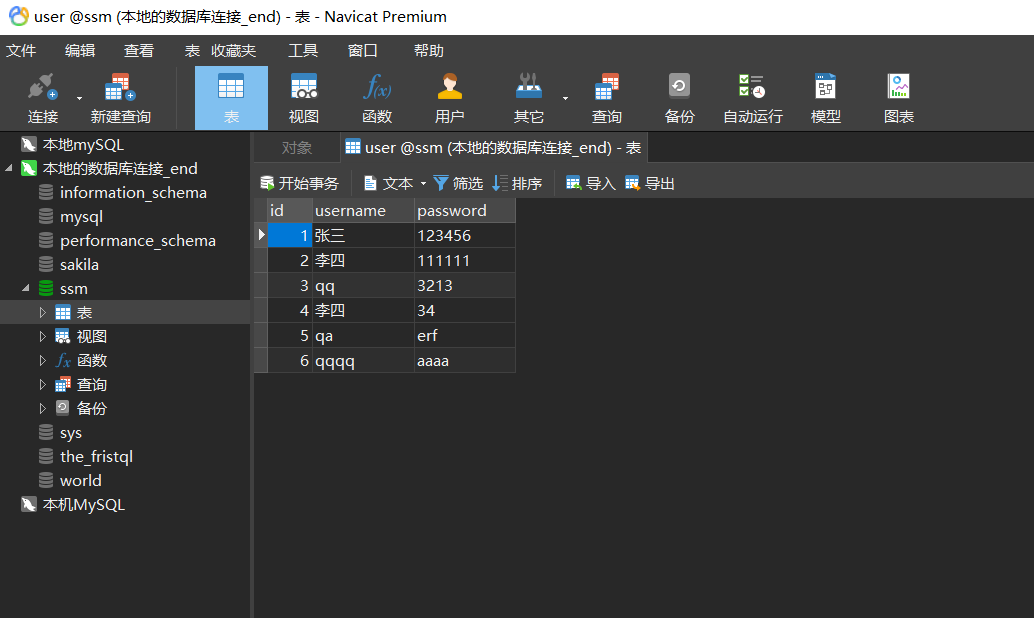 user @ssm (本地的数据库连接_end) - 表 - Navicat Premium
文件 编辑 查看 表 收藏夹 工具 窗口 帮助
连接 新建查询 表 视图 函数 用户 其它 查询 备份 自动运行 模型 图表
本地mySQL
本地的数据库连接_end
information_schema
mysql
performance_schema
sakila
ssm
表
视图
函数
查询
备份
sys
the_fristql
world
本机MySQL
对象 user @ssm (本地的数据库连接_end) - 表
开始事务 文本 筛选 排序 导入 导出
id username password
1 张三 123456
2 李四 111111
3 qq 3213
4 李四 34
5 qa erf
6 qqqq aaaa